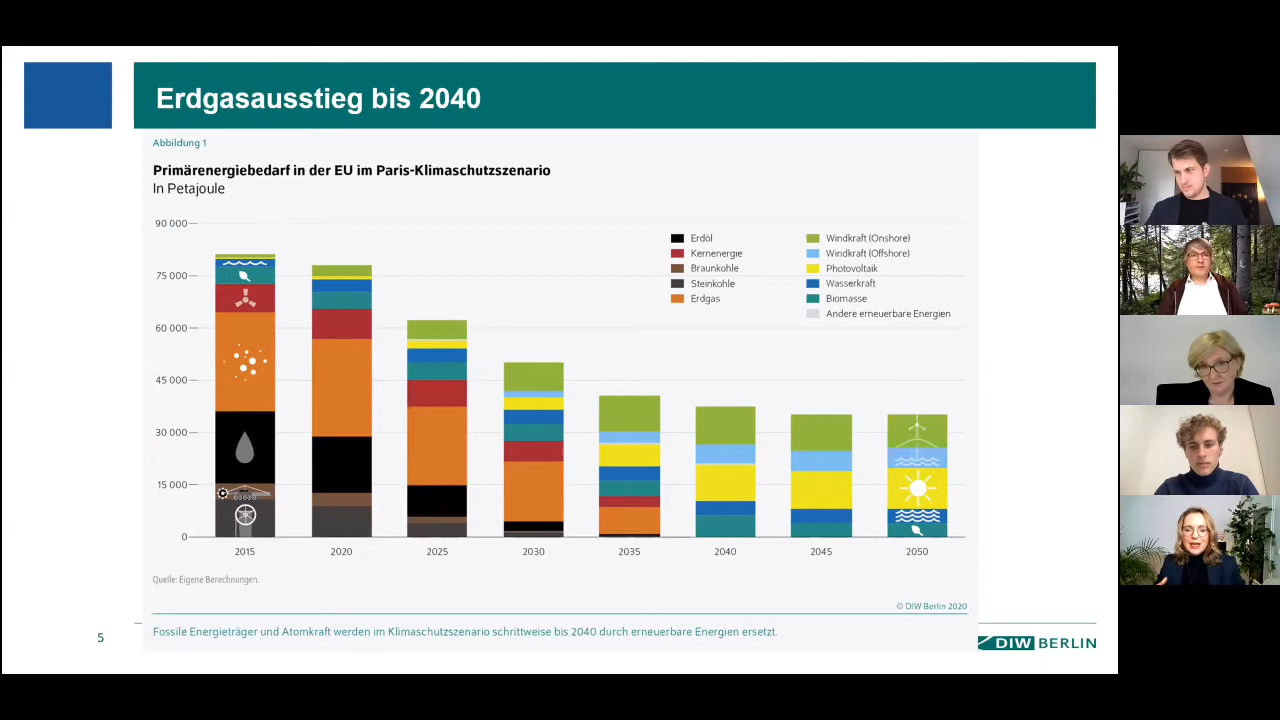 Erdgasausstieg bis 2040
Abbildung 1
Primärenergiebedarf in der EU im Paris-Klimaschutzszenario
In Petajoule
90 000
75 000
60 000
45 000
30 000
15 000
0
Erdöl
Kernenergie
Braunkohle
Steinkohle
Erdgas
Windkraft (Onshore)
Windkraft (Offshore)
Photovoltaik
Wasserkraft
Biomasse
Andere erneuerbare Energien
2015 2020 2025 2030 2035 2040 2045 2050
Quelle: Eigene Berechnungen.
© DIW Berlin 2020
Fossile Energieträger und Atomkraft werden im Klimaschutzszenario schrittweise bis 2040 durch erneuerbare Energien ersetzt.
5
DIW BERLIN